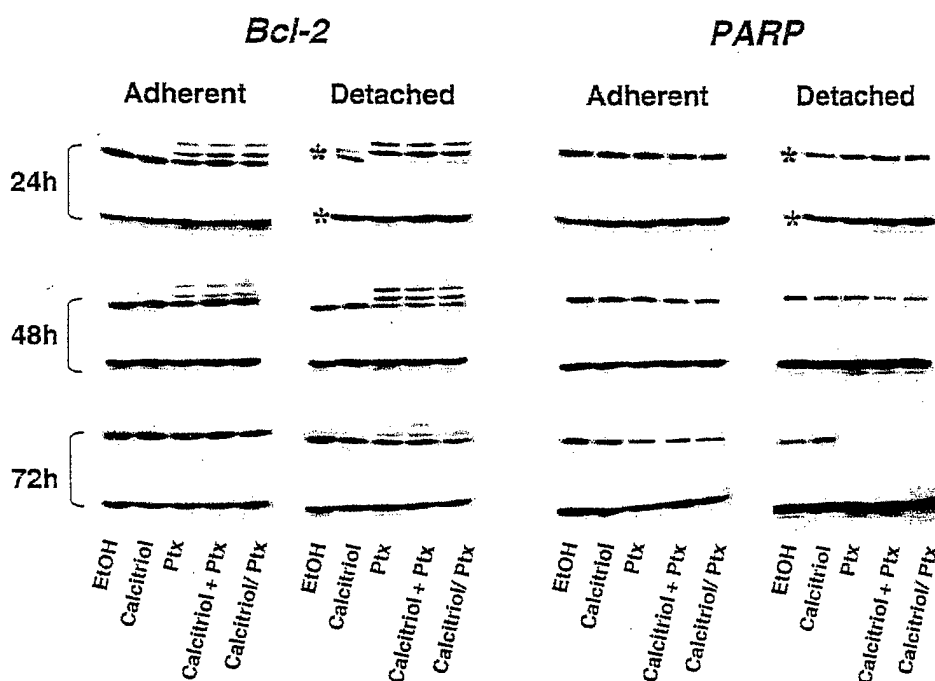 Bcl-2 PARP
Adherent Detached Adherent Detached
* *
24h
* *
48h
72h
EtOH Calcitriol Ptx Calcitriol + Ptx Calcitriol/ Ptx EtOH Calcitriol Ptx Calcitriol + Ptx Calcitriol/ Ptx EtOH Calcitriol Ptx Calcitriol + Ptx Calcitriol/ Ptx EtOH Calcitriol Ptx Calcitriol + Ptx Calcitriol/ Ptx